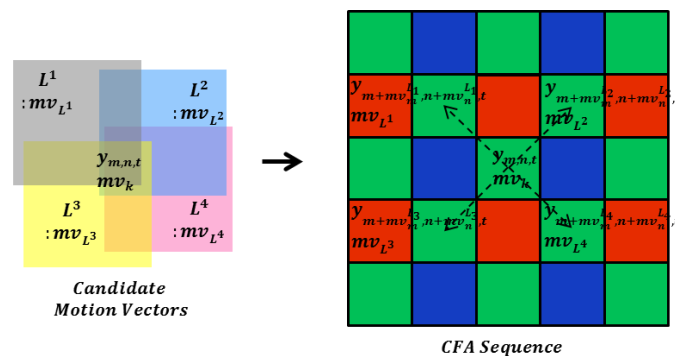 L¹
: mv_L¹
L²
: mv_L²
y_m,n,t
mv_k
L³
: mv_L³
L⁴
: mv_L⁴
Candidate
Motion Vectors
y_m+mv_m^L1,n+mv_n^L1,t
mv_L¹
y_m+mv_m^L2,n+mv_n^L2,t
mv_L²
y_m,n,t
mv_k
y_m+mv_m^L3,n+mv_n^L3,t
mv_L³
y_m+mv_m^L4,n+mv_n^L4,t
mv_L⁴
CFA Sequence